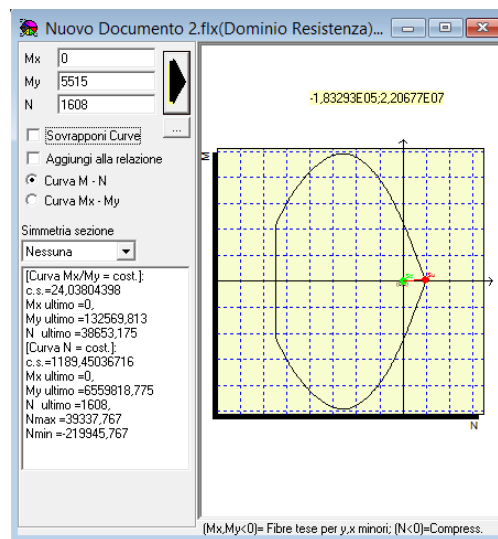 Nuovo Documento 2.flx(Dominio Resistenza)...
Mx 0
My 5515
N 1608
...
Sovrapponi Curve
Aggiungi alla relazione
Curva M - N
Curva Mx - My
Simmetria sezione
Nessuna
[Curva Mx/My = cost.]:
c.s.=24,03804398
Mx ultimo =0,
My ultimo =132569,813
N ultimo =38653,175
[Curva N = cost.]:
c.s.=1189,45036716
Mx ultimo =0,
My ultimo =6559818,775
N ultimo =1608,
Nmax =39337,767
Nmin =-219945,767
-1,83293E05;2,20677E07
M
N
(Mx,My<0)= Fibre tese per y,x minori; (N<0)=Compress.